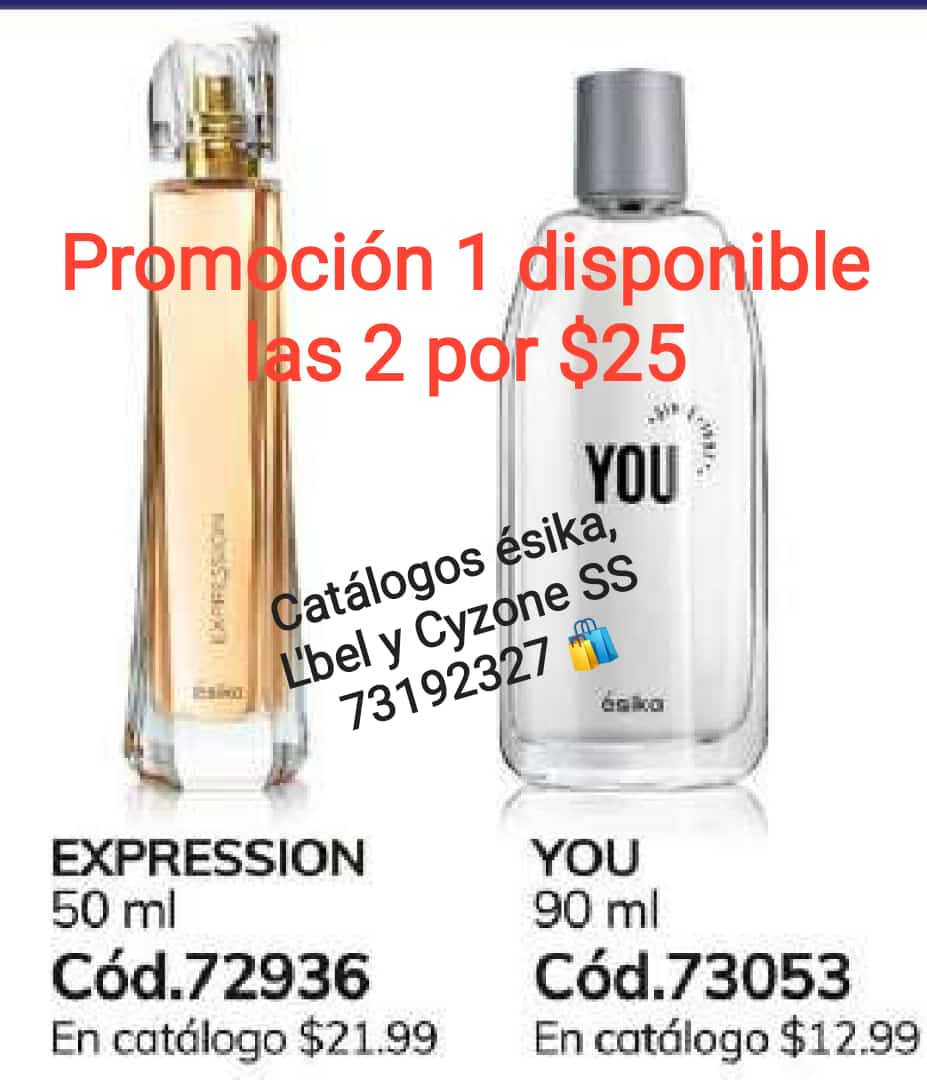 Promoción 1 disponible
las 2 por $25
YOU
Catálogos ésika,
L'bel y Cyzone SS
73192327
EXPRESSION
ésika
ésika
EXPRESSION
50 ml
Cód.72936
En catálogo $21.99
YOU
90 ml
Cód.73053
En catálogo $12.99